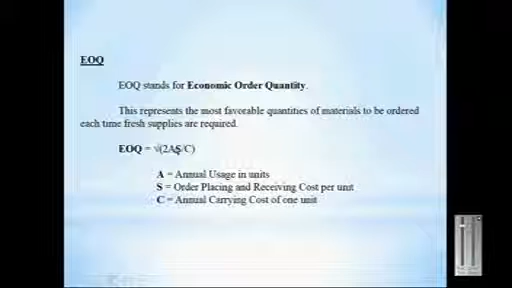 EOQ
EOQ stands for Economic Order Quantity.
This represents the most favorable quantities of materials to be ordered
each time fresh supplies are required.
EOQ = √(2AS/C)
A = Annual Usage in units
S = Order Placing and Receiving Cost per unit
C = Annual Carrying Cost of one unit